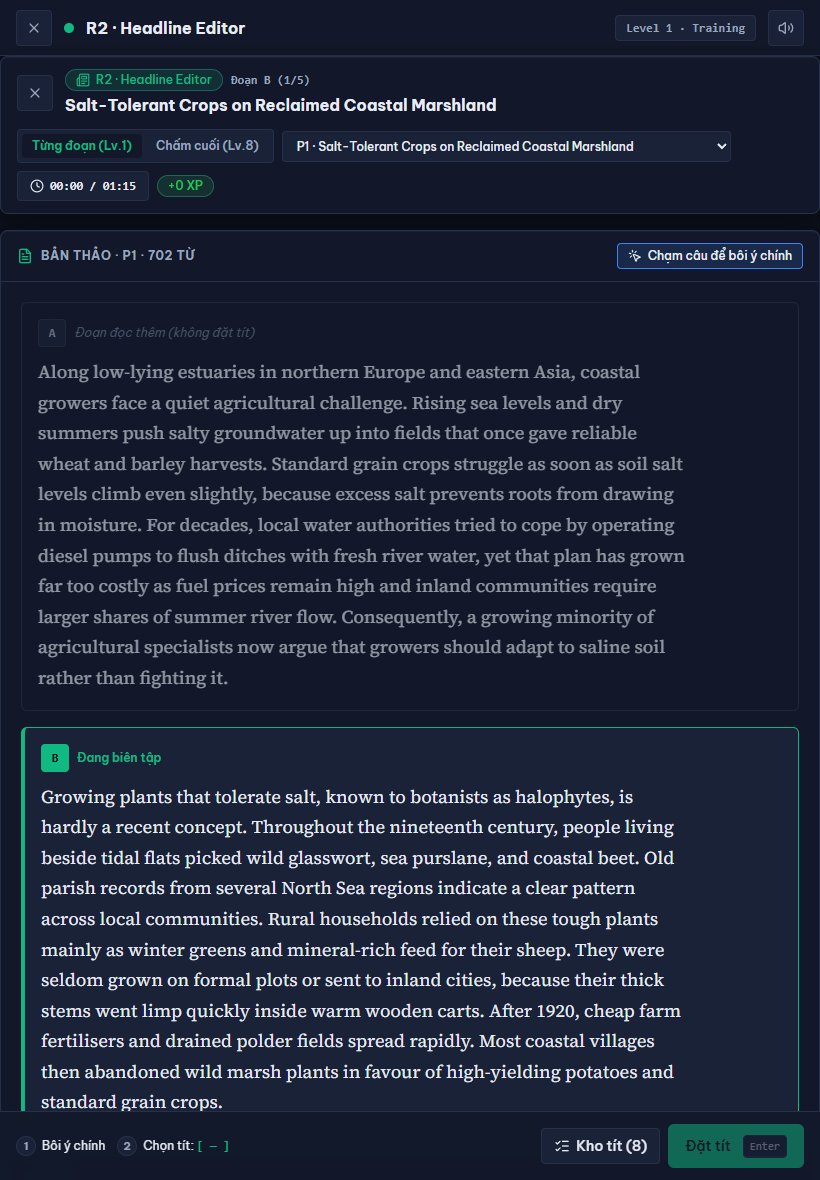 R2 · Headline Editor
Level 1 · Training
R2 · Headline Editor
Đoạn B (1/5)
Salt-Tolerant Crops on Reclaimed Coastal Marshland
Từng đoạn (Lv.1)
Chấm cuối (Lv.8)
P1 · Salt-Tolerant Crops on Reclaimed Coastal Marshland
00:00 / 01:15
+0 XP
BẢN THẢO · P1 · 702 TỪ
Chạm câu để bôi ý chính
A
Đoạn đọc thêm (không đặt tít)
Along low-lying estuaries in northern Europe and eastern Asia, coastal
growers face a quiet agricultural challenge. Rising sea levels and dry
summers push salty groundwater up into fields that once gave reliable
wheat and barley harvests. Standard grain crops struggle as soon as soil salt
levels climb even slightly, because excess salt prevents roots from drawing
in moisture. For decades, local water authorities tried to cope by operating
diesel pumps to flush ditches with fresh river water, yet that plan has grown
far too costly as fuel prices remain high and inland communities require
larger shares of summer river flow. Consequently, a growing minority of
agricultural specialists now argue that growers should adapt to saline soil
rather than fighting it.
B
Đang biên tập
Growing plants that tolerate salt, known to botanists as halophytes, is
hardly a recent concept. Throughout the nineteenth century, people living
beside tidal flats picked wild glasswort, sea purslane, and coastal beet. Old
parish records from several North Sea regions indicate a clear pattern
across local communities. Rural households relied on these tough plants
mainly as winter greens and mineral-rich feed for their sheep. They were
seldom grown on formal plots or sent to inland cities, because their thick
stems went limp quickly inside warm wooden carts. After 1920, cheap farm
fertilisers and drained polder fields spread rapidly. Most coastal villages
then abandoned wild marsh plants in favour of high-yielding potatoes and
standard grain crops.
1 Bôi ý chính
2 Chọn tít: [ — ]
Kho tít (8)
Đặt tít Enter